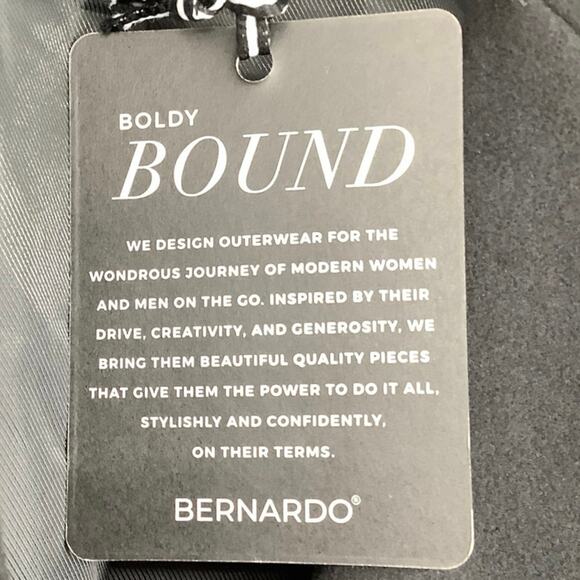 BOLDY
BOUND
WE DESIGN OUTERWEAR FOR THE
WONDROUS JOURNEY OF MODERN WOMEN
AND MEN ON THE GO. INSPIRED BY THEIR
DRIVE, CREATIVITY, AND GENEROSITY, WE
BRING THEM BEAUTIFUL QUALITY PIECES
THAT GIVE THEM THE POWER TO DO IT ALL,
STYLISHLY AND CONFIDENTLY,
ON THEIR TERMS.
BERNARDO®